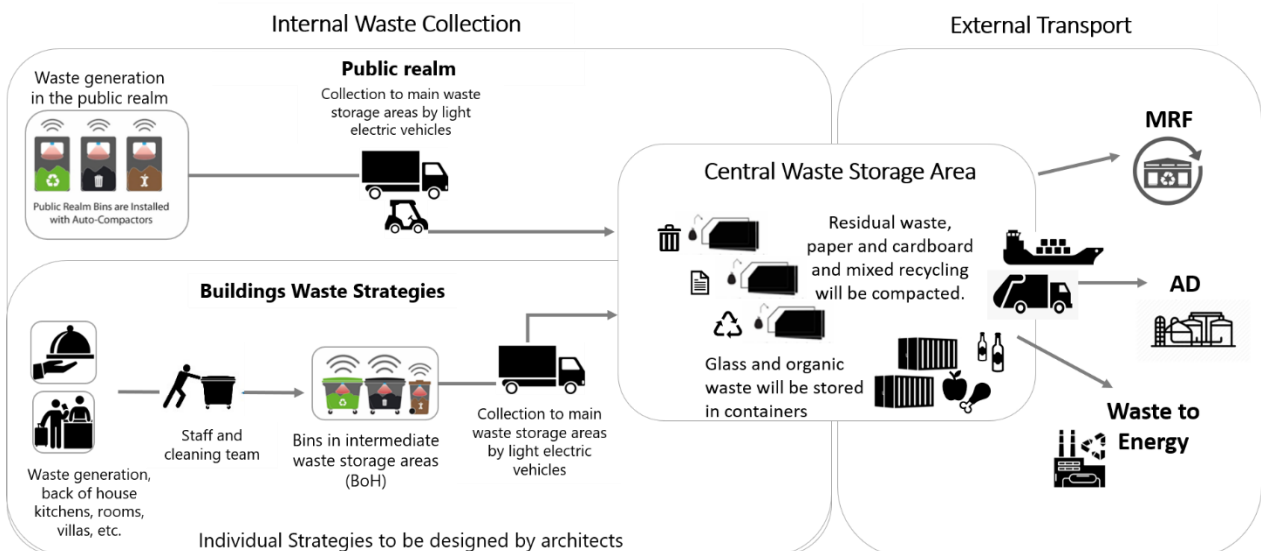 Internal Waste Collection
External Transport
Waste generation
in the public realm
Public Realm Bins are Installed
with Auto-Compactors
Public realm
Collection to main waste
storage areas by light
electric vehicles
Buildings Waste Strategies
Waste generation,
back of house
kitchens, rooms,
villas, etc.
Staff and
cleaning team
Bins in intermediate
waste storage areas
(BoH)
Collection to main
waste storage areas
by light electric
vehicles
Individual Strategies to be designed by architects
Central Waste Storage Area
Residual waste,
paper and cardboard
and mixed recycling
will be compacted.
Glass and organic
waste will be stored
in containers
MRF
AD
Waste to
Energy